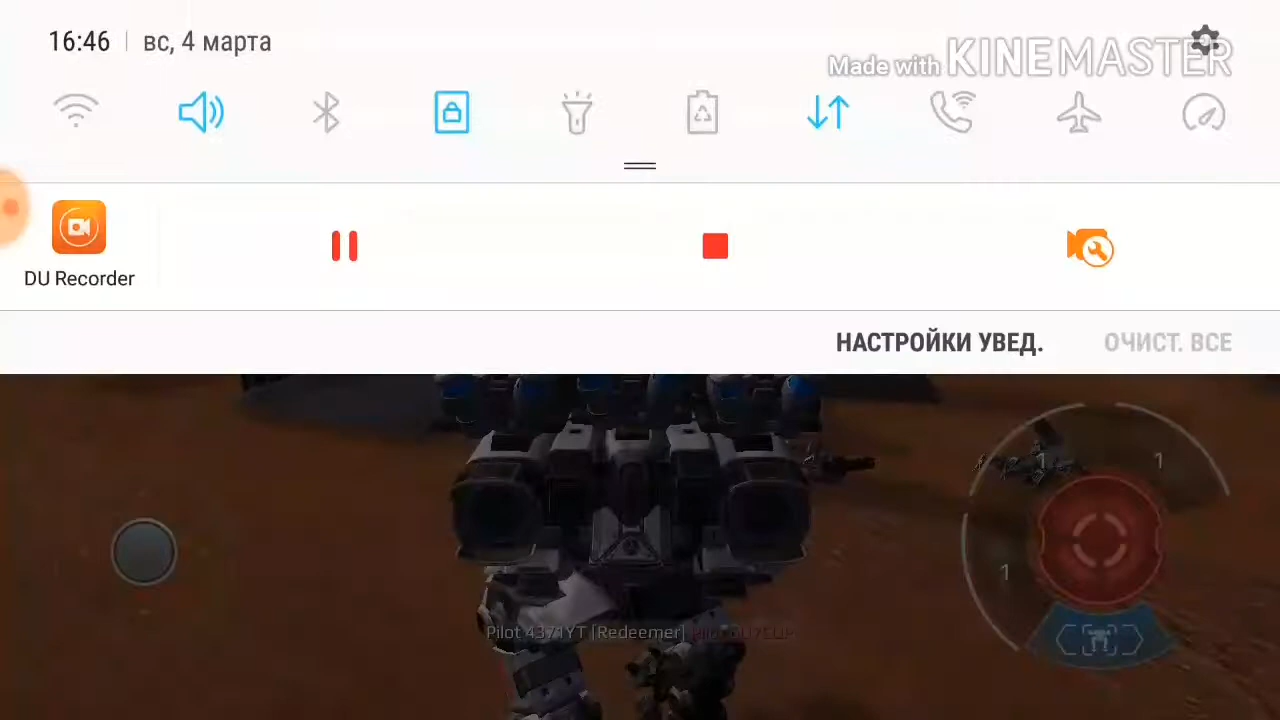 16:46 | вс, 4 марта
Made with KINEMASTER
DU Recorder
НАСТРОЙКИ УВЕД.
ОЧИСТ. ВСЕ
1
1
1
Pilot 4371YT [Redeemer]